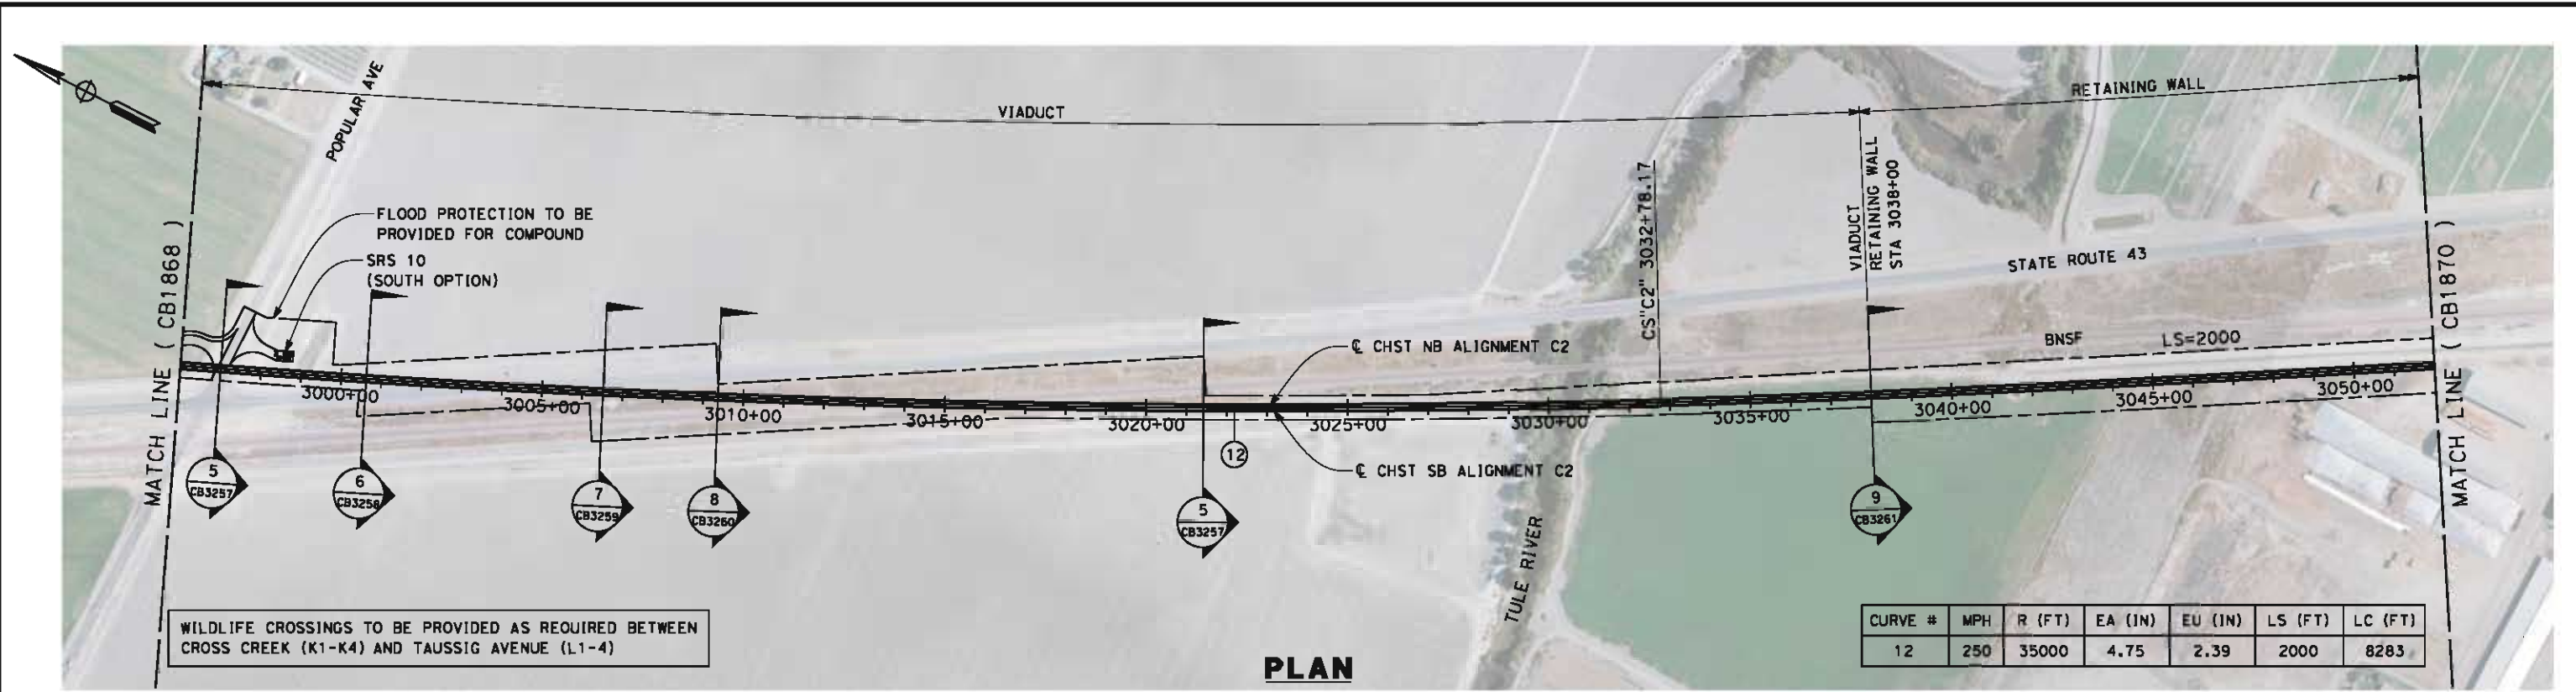 POPULAR AVE
VIADUCT
RETAINING WALL
FLOOD PROTECTION TO BE
PROVIDED FOR COMPOUND
SRS 10
(SOUTH OPTION)
MATCH LINE ( CB1868 )
CS"C2" 3032+78.17
VIADUCT
RETAINING WALL
STA 3038+00
STATE ROUTE 43
BNSF
LS=2000
MATCH LINE ( CB1870 )
℄ CHST NB ALIGNMENT C2
3000+00
3005+00
3010+00
3015+00
3020+00
3025+00
3030+00
3035+00
3040+00
3045+00
3050+00
12
℄ CHST SB ALIGNMENT C2
5
CB3257
6
CB3258
7
CB3259
8
CB3260
5
CB3257
9
CB3261
TULE RIVER
WILDLIFE CROSSINGS TO BE PROVIDED AS REQUIRED BETWEEN
CROSS CREEK (K1-K4) AND TAUSSIG AVENUE (L1-4)
PLAN
CURVE # MPH R (FT) EA (IN) EU (IN) LS (FT) LC (FT)
12 250 35000 4.75 2.39 2000 8283